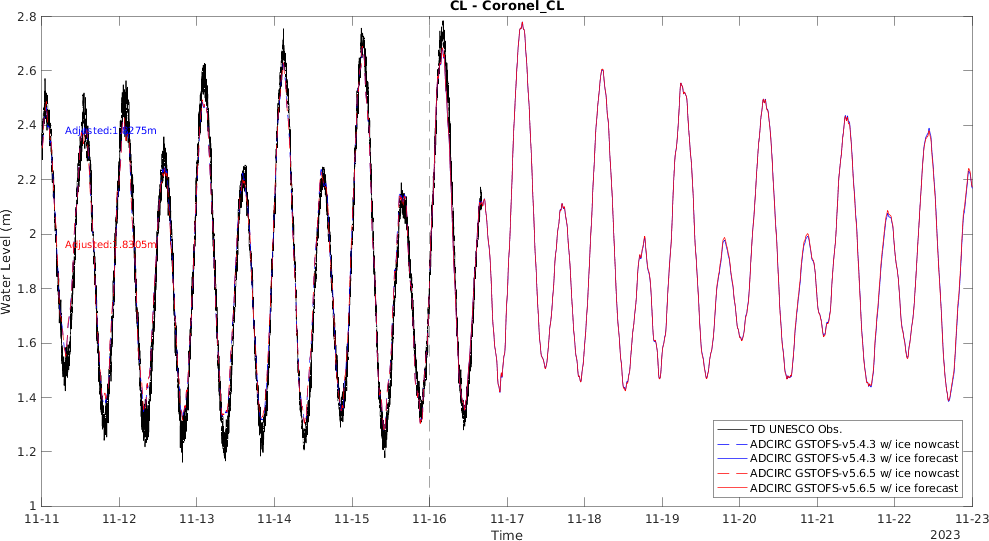 CL - Coronel_CL
2.8
2.6
2.4
2.2
2
1.8
1.6
1.4
1.2
1
Water Level (m)
Adjusted:1.8305m
TD UNESCO Obs.
ADCIRC GSTOFS-v5.4.3 w/ ice nowcast
ADCIRC GSTOFS-v5.4.3 w/ ice forecast
ADCIRC GSTOFS-v5.6.5 w/ ice nowcast
ADCIRC GSTOFS-v5.6.5 w/ ice forecast
11-11 11-12 11-13 11-14 11-15 11-16 11-17 11-18 11-19 11-20 11-21 11-22 11-23
Time
2023